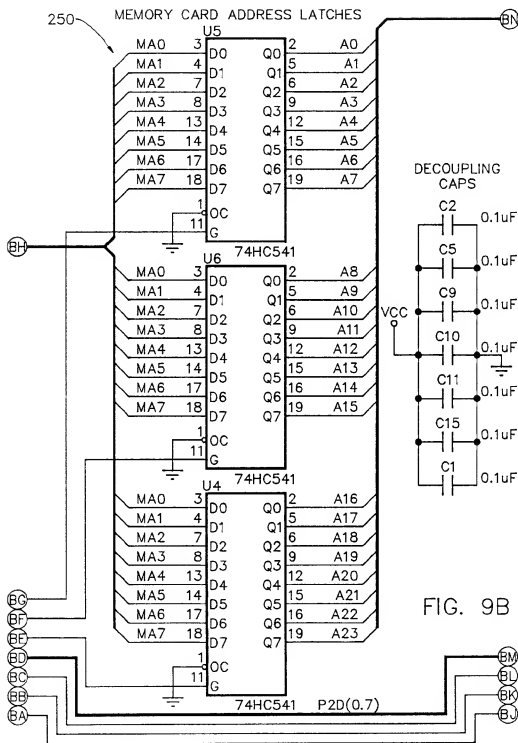 MEMORY CARD ADDRESS LATCHES
250
BN
U5
MA0 3 D0 Q0 2 A0
MA1 4 D1 Q1 5 A1
MA2 7 D2 Q2 6 A2
MA3 8 D3 Q3 9 A3
MA4 13 D4 Q4 12 A4
MA5 14 D5 Q5 15 A5
MA6 17 D6 Q6 16 A6
MA7 18 D7 Q7 19 A7
1 OC
11 G
74HC541
BH
U6
MA0 3 D0 Q0 2 A8
MA1 4 D1 Q1 5 A9
MA2 7 D2 Q2 6 A10
MA3 8 D3 Q3 9 A11
MA4 13 D4 Q4 12 A12
MA5 14 D5 Q5 15 A13
MA6 17 D6 Q6 16 A14
MA7 18 D7 Q7 19 A15
1 OC
11 G
74HC541
U4
MA0 3 D0 Q0 2 A16
MA1 4 D1 Q1 5 A17
MA2 7 D2 Q2 6 A18
MA3 8 D3 Q3 9 A19
MA4 13 D4 Q4 12 A20
MA5 14 D5 Q5 15 A21
MA6 17 D6 Q6 16 A22
MA7 18 D7 Q7 19 A23
1 OC
11 G
74HC541 P2D(0.7)
DECOUPLING
CAPS
C2 0.1uF
C5 0.1uF
C9 0.1uF
VCC
C10 0.1uF
C11 0.1uF
C15 0.1uF
C1 0.1uF
FIG. 9B
BG
BF
BE
BD
BC
BB
BA
BM
BL
BK
BJ